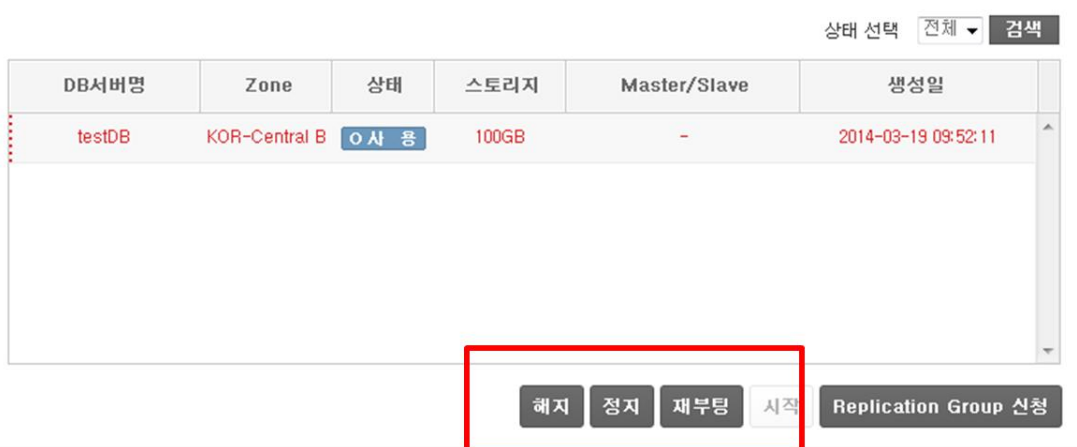 상태 선택 전체 검색
DB서버명 Zone 상태 스토리지 Master/Slave 생성일
testDB KOR-Central B 사 용 100GB - 2014-03-19 09:52:11
해지 정지 재부팅 시작 Replication Group 신청